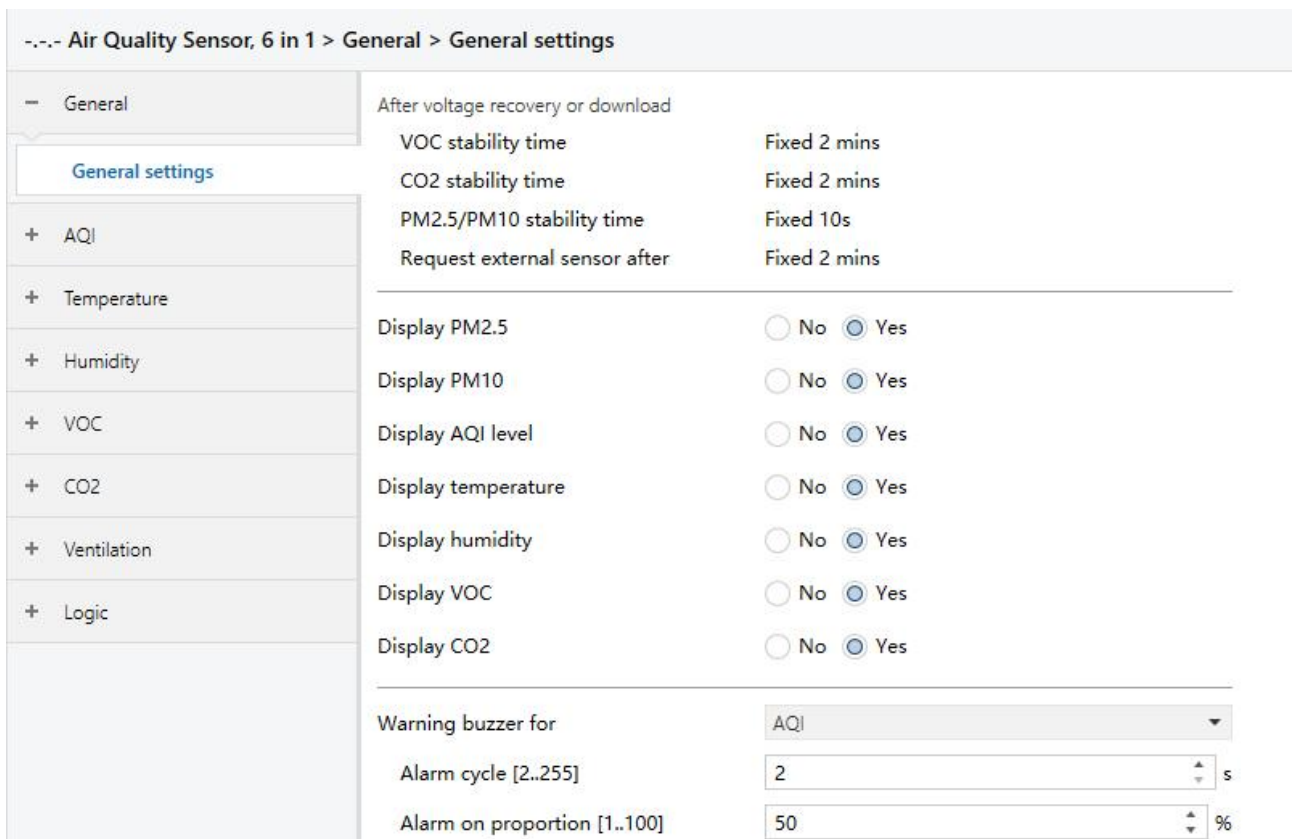 -.-.- Air Quality Sensor, 6 in 1 > General > General settings
− General
General settings
+ AQI
+ Temperature
+ Humidity
+ VOC
+ CO2
+ Ventilation
+ Logic
After voltage recovery or download
VOC stability time Fixed 2 mins
CO2 stability time Fixed 2 mins
PM2.5/PM10 stability time Fixed 10s
Request external sensor after Fixed 2 mins
Display PM2.5 No Yes
Display PM10 No Yes
Display AQI level No Yes
Display temperature No Yes
Display humidity No Yes
Display VOC No Yes
Display CO2 No Yes
Warning buzzer for AQI
Alarm cycle [2..255] 2 s
Alarm on proportion [1..100] 50 %